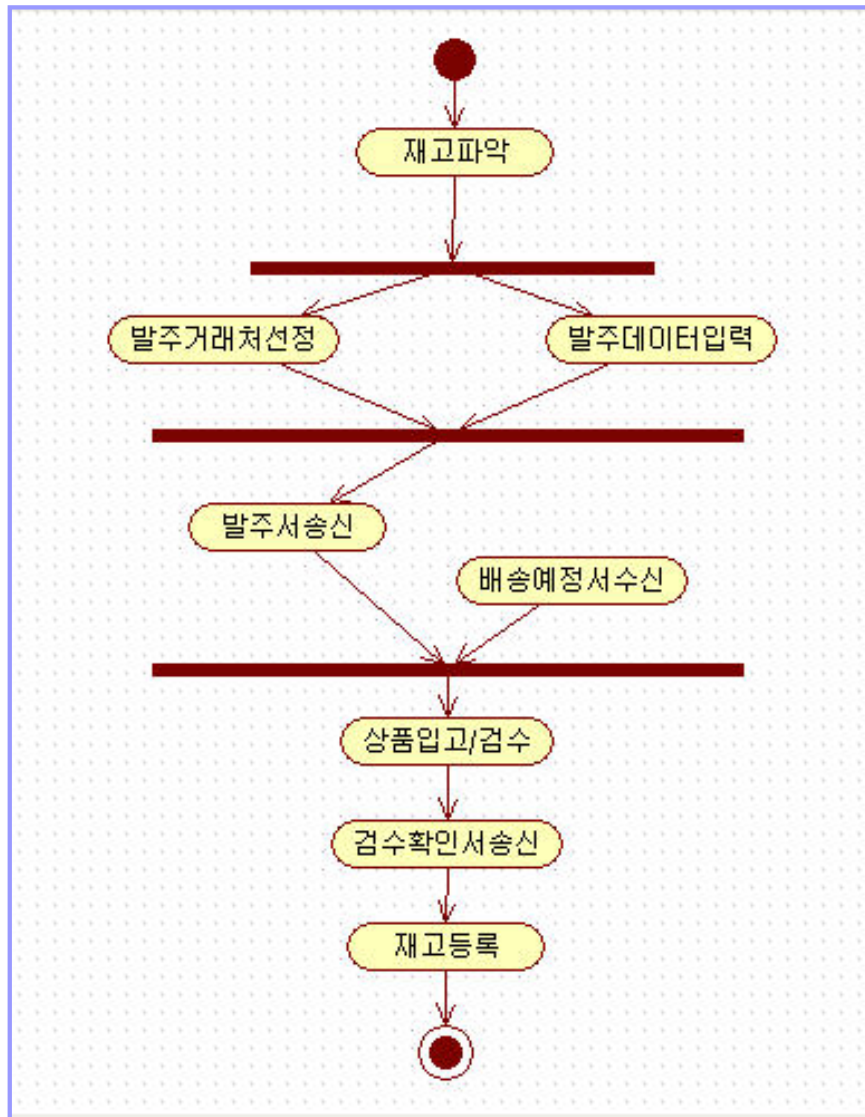 재고파악
발주거래처선정
발주데이터입력
발주서송신
배송예정서수신
상품입고/검수
검수확인서송신
재고등록